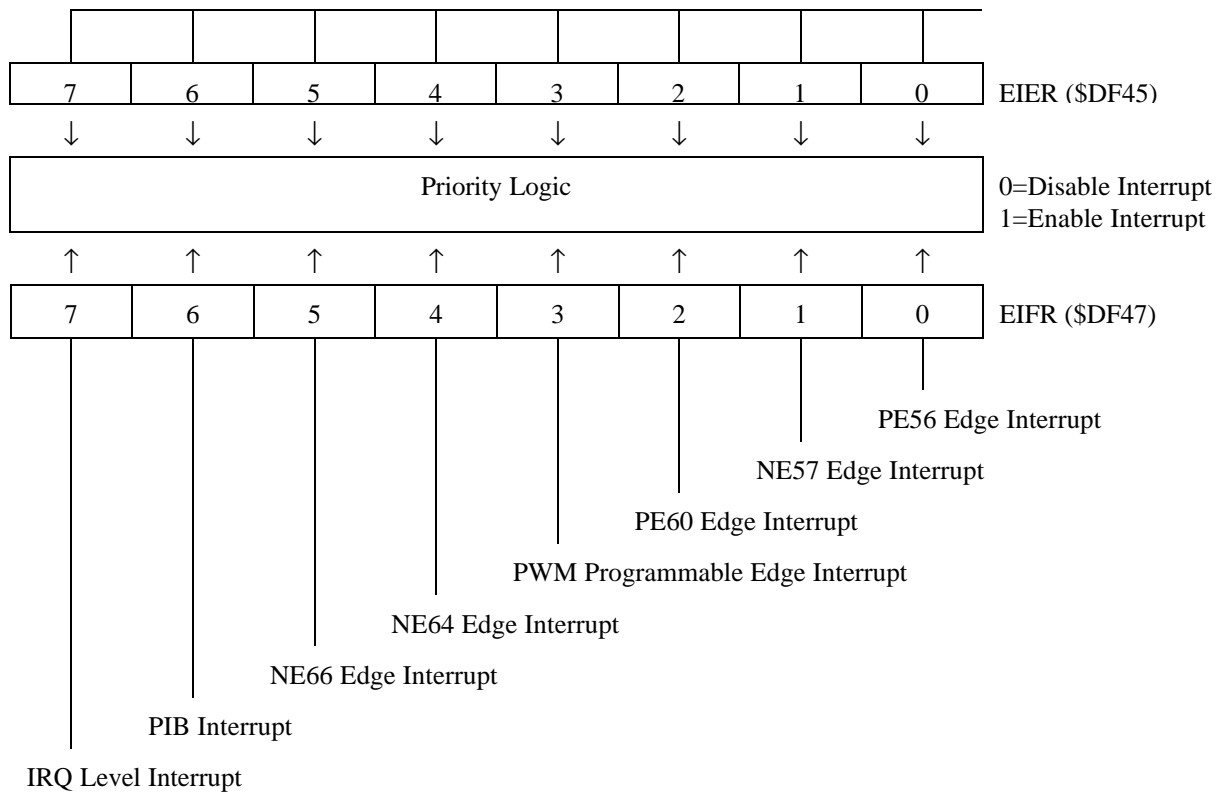 7 6 5 4 3 2 1 0 EIER ($DF45)
↓ ↓ ↓ ↓ ↓ ↓ ↓ ↓
Priority Logic
0=Disable Interrupt
1=Enable Interrupt
↑ ↑ ↑ ↑ ↑ ↑ ↑ ↑
7 6 5 4 3 2 1 0 EIFR ($DF47)
PE56 Edge Interrupt
NE57 Edge Interrupt
PE60 Edge Interrupt
PWM Programmable Edge Interrupt
NE64 Edge Interrupt
NE66 Edge Interrupt
PIB Interrupt
IRQ Level Interrupt